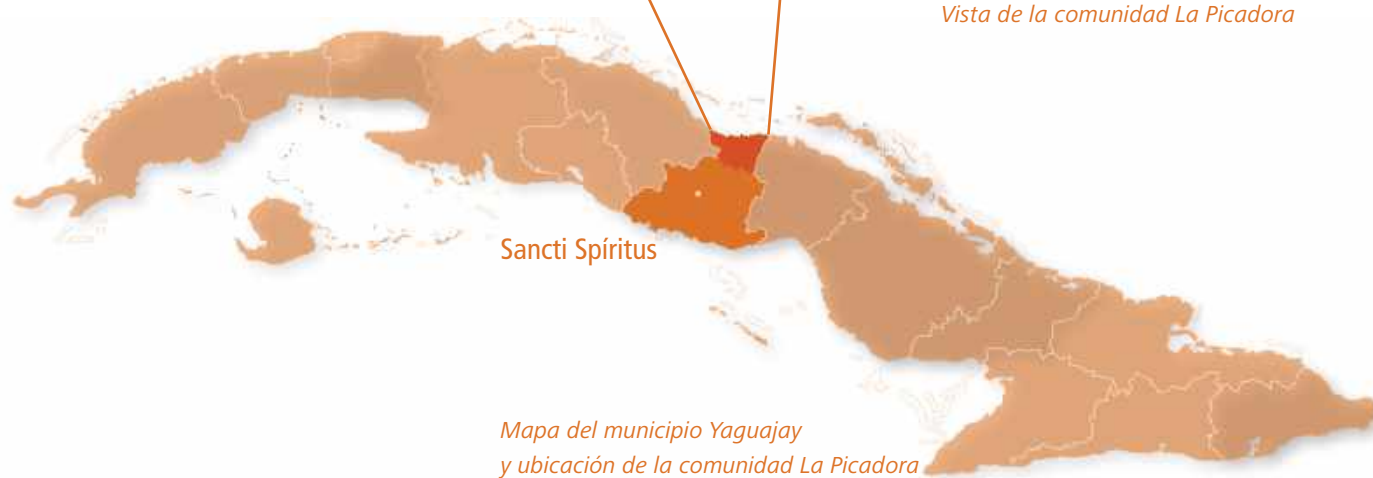 Vista de la comunidad La Picadora
Sancti Spíritus
Mapa del municipio Yaguajay
y ubicación de la comunidad La Picadora